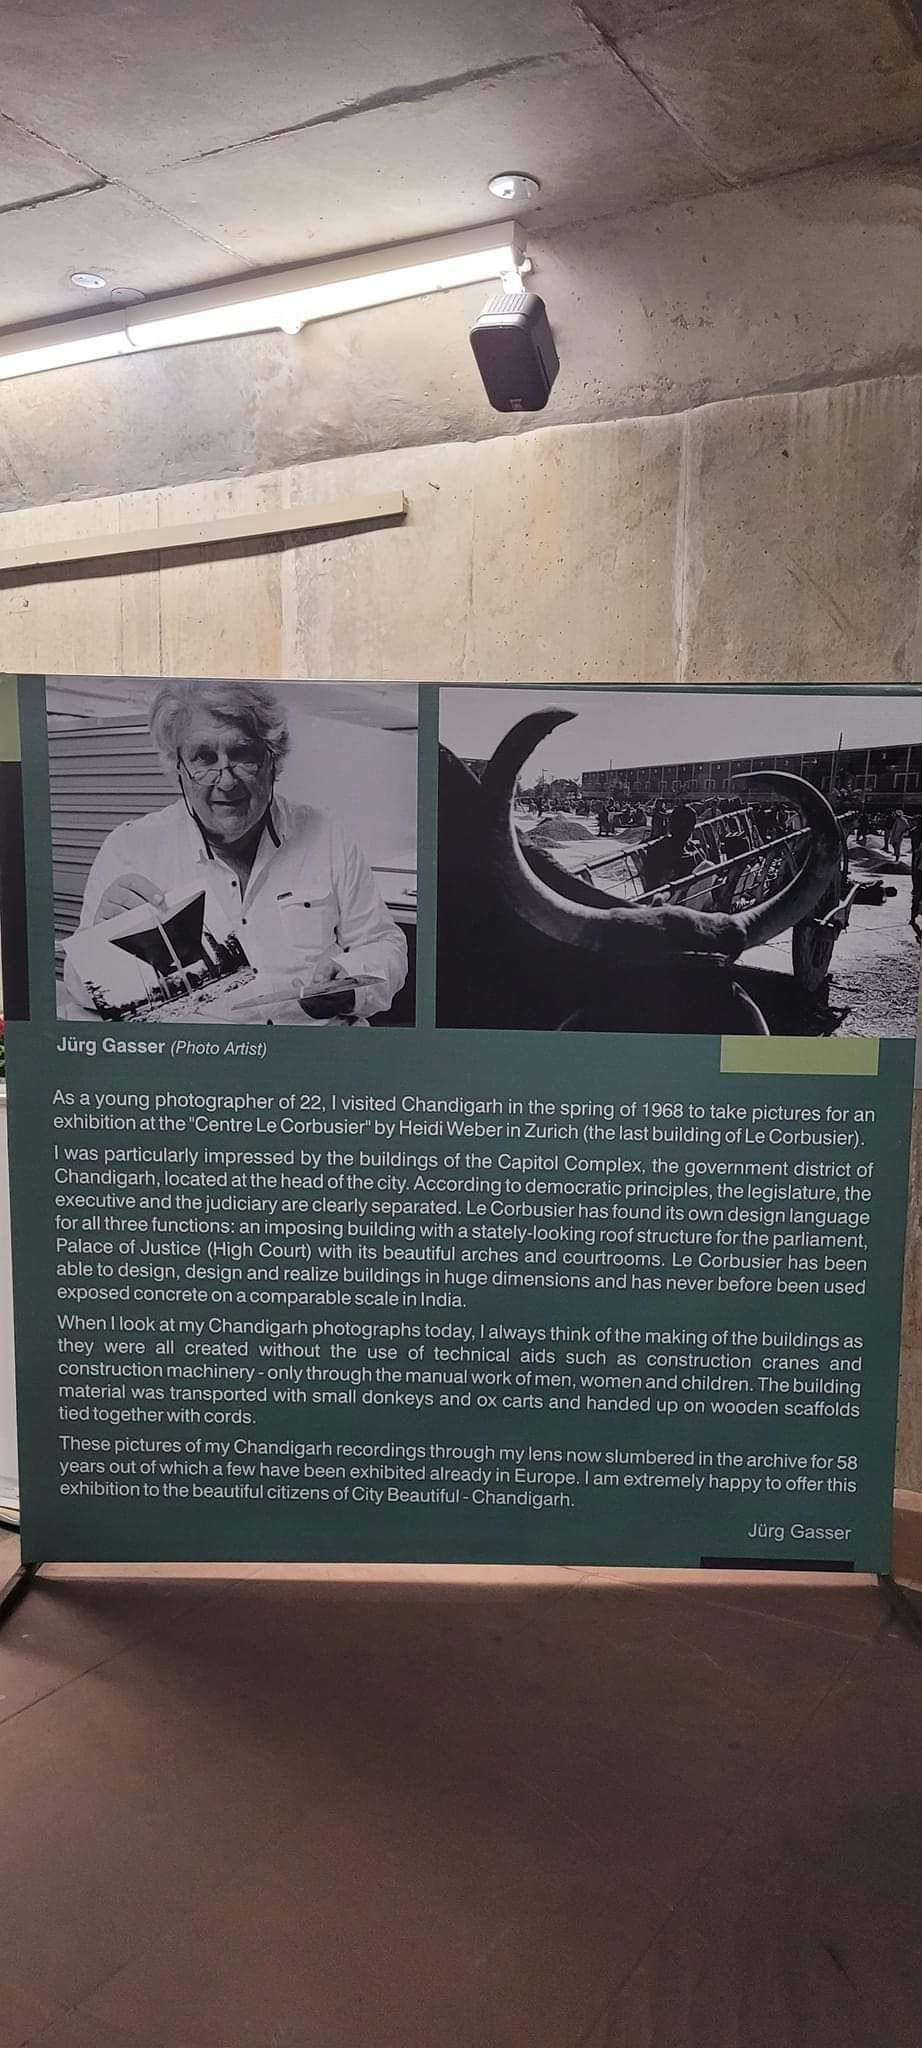 Jürg Gasser (Photo Artist)
As a young photographer of 22, I visited Chandigarh in the spring of 1968 to take pictures for an
exhibition at the "Centre Le Corbusier" by Heidi Weber in Zurich (the last building of Le Corbusier).
I was particularly impressed by the buildings of the Capitol Complex, the government district of
Chandigarh, located at the head of the city. According to democratic principles, the legislature, the
executive and the judiciary are clearly separated. Le Corbusier has found its own design language
for all three functions: an imposing building with a stately-looking roof structure for the parliament,
Palace of Justice (High Court) with its beautiful arches and courtrooms. Le Corbusier has been
able to design, design and realize buildings in huge dimensions and has never before been used
exposed concrete on a comparable scale in India.
When I look at my Chandigarh photographs today, I always think of the making of the buildings as
they were all created without the use of technical aids such as construction cranes and
construction machinery - only through the manual work of men, women and children. The building
material was transported with small donkeys and ox carts and handed up on wooden scaffolds
tied together with cords.
These pictures of my Chandigarh recordings through my lens now slumbered in the archive for 58
years out of which a few have been exhibited already in Europe. I am extremely happy to offer this
exhibition to the beautiful citizens of City Beautiful - Chandigarh.
Jürg Gasser